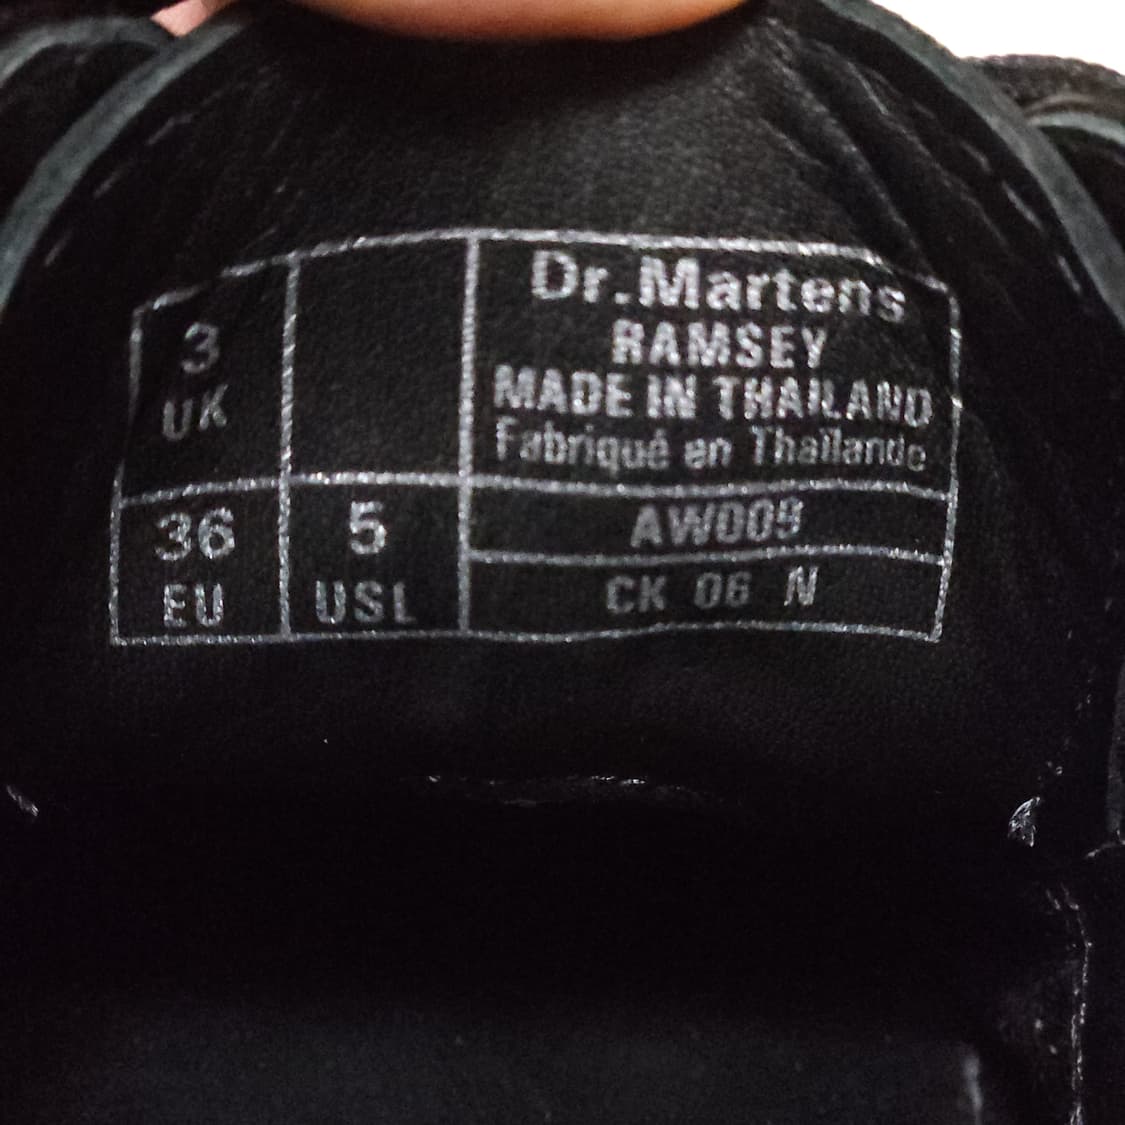 3
UK
Dr.Martens
RAMSEY
MADE IN THAILAND
Fabriqué en Thaïlande
36
EU
5
USL
AW009
CK 06 N